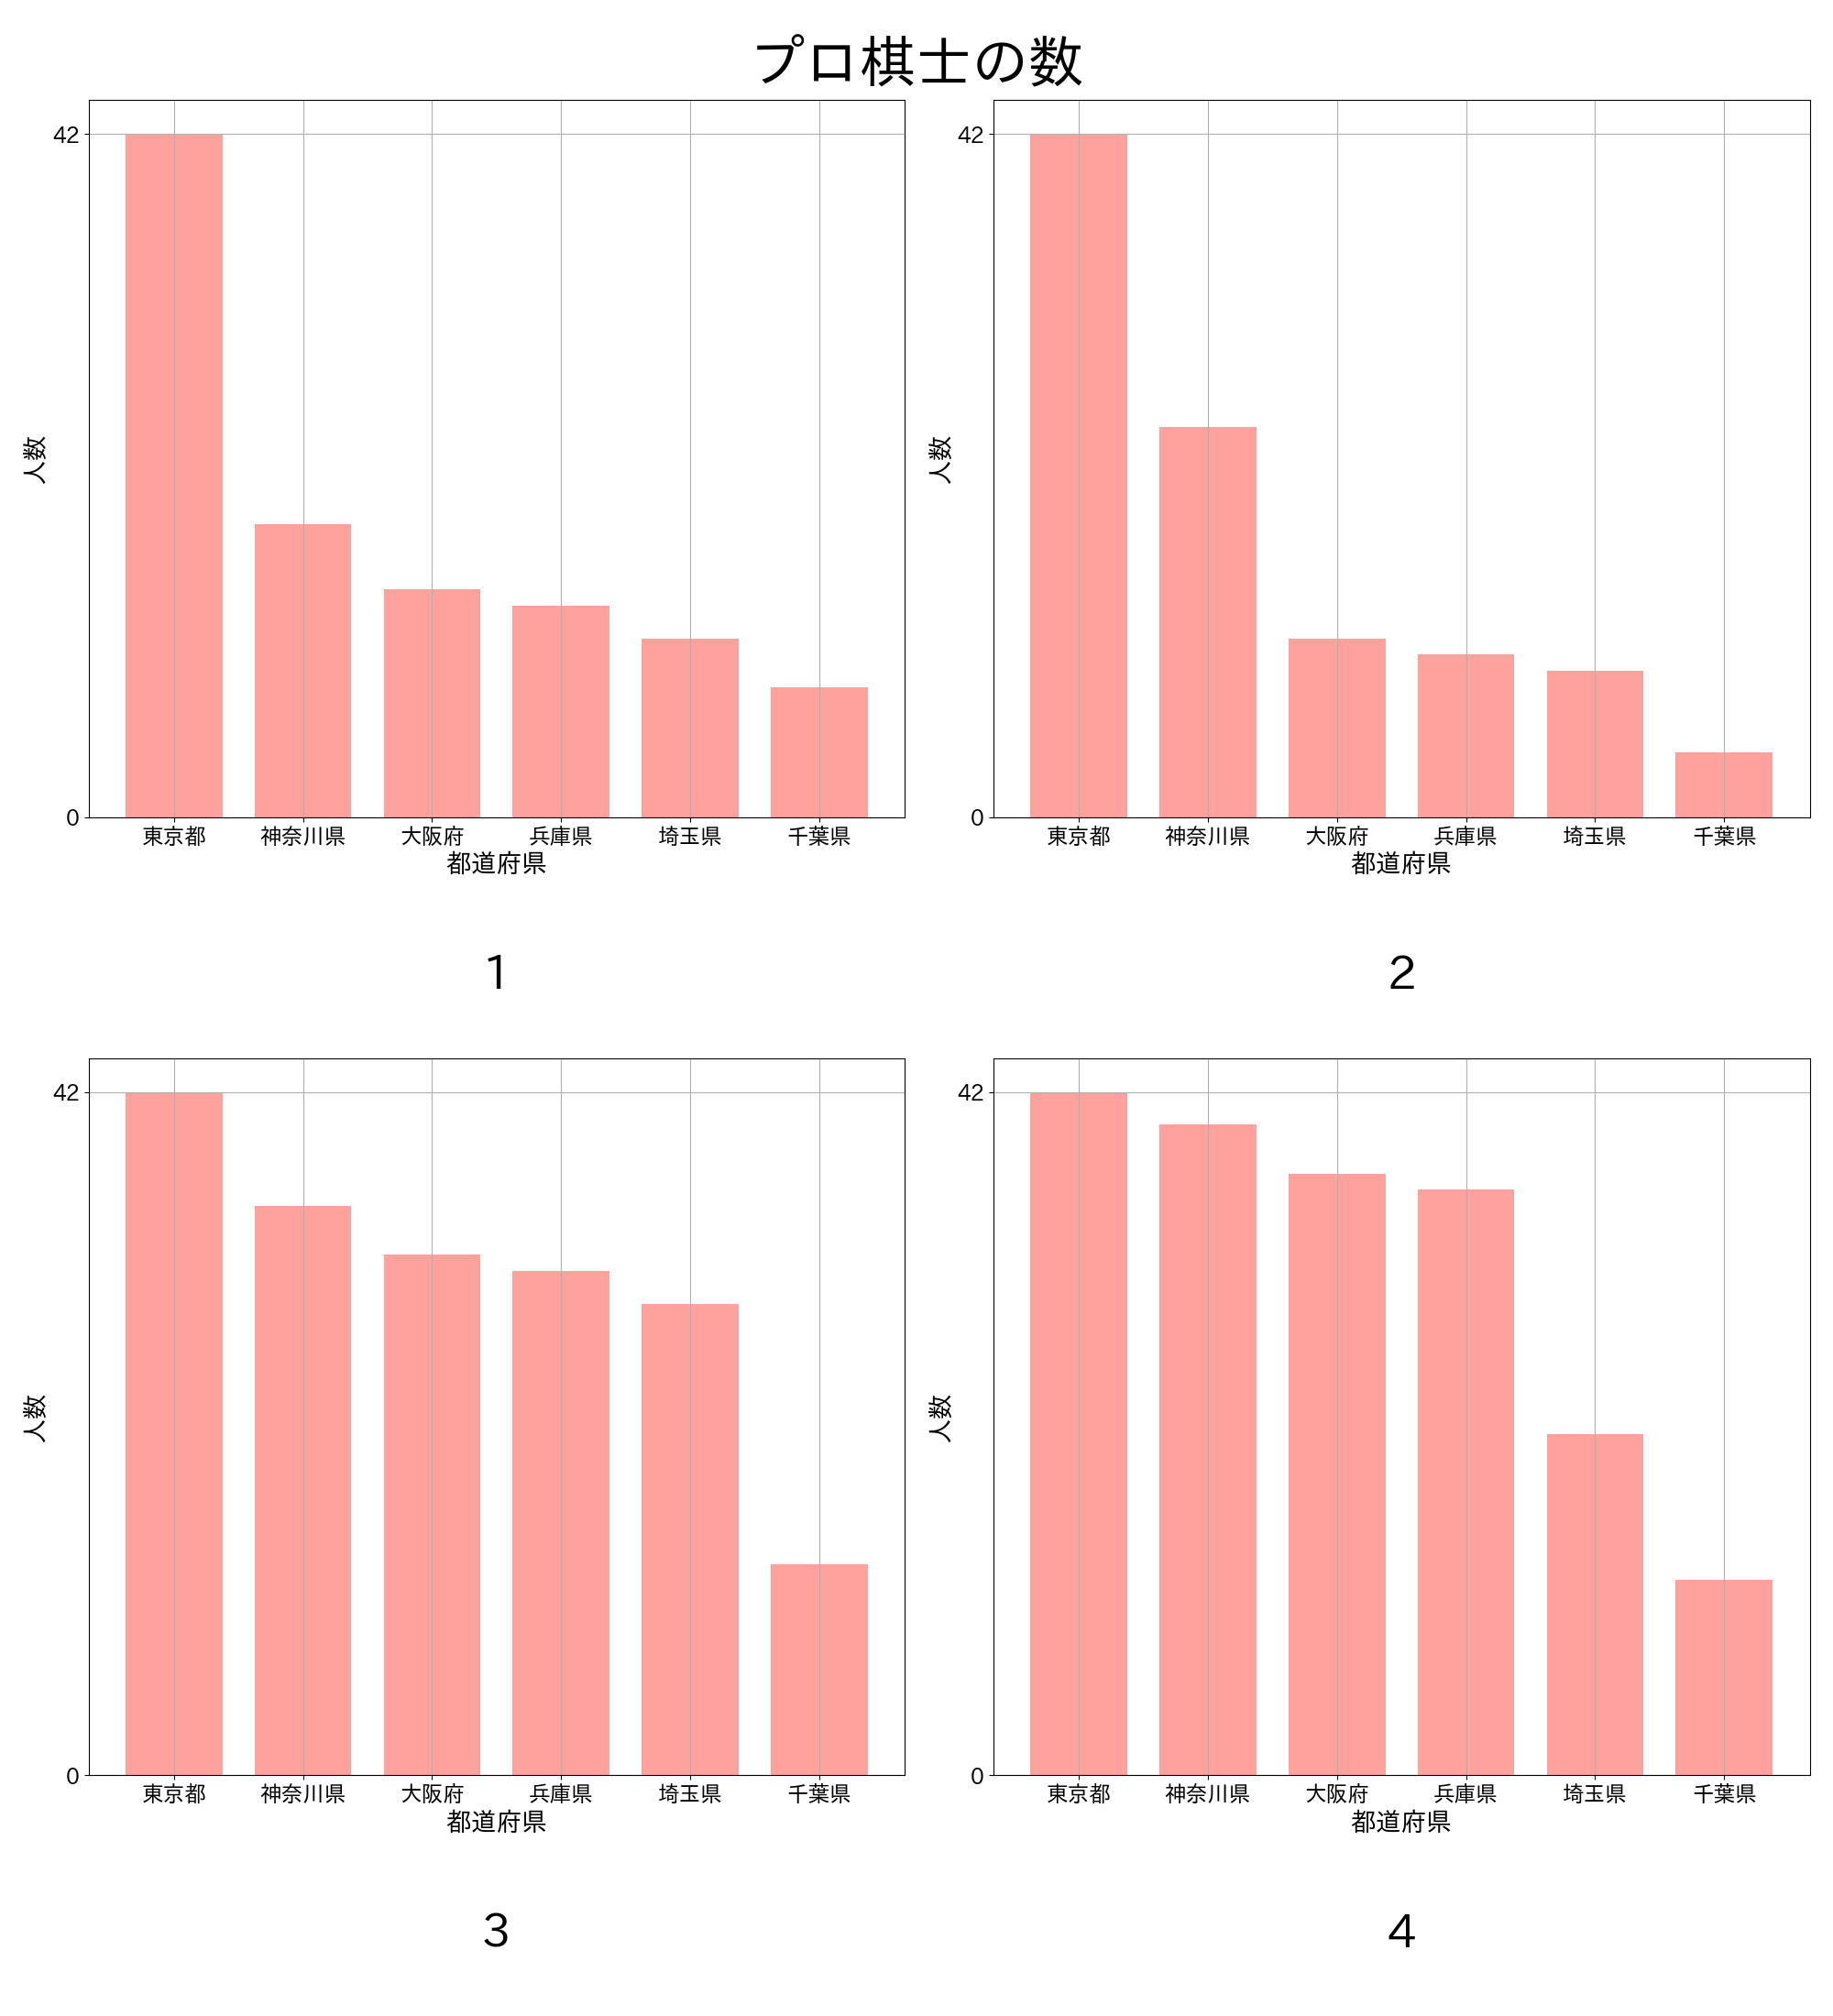 プロ棋士の数
42
0
人数
東京都 神奈川県 大阪府 兵庫県 埼玉県 千葉県
都道府県
1
42
0
人数
東京都 神奈川県 大阪府 兵庫県 埼玉県 千葉県
都道府県
2
42
0
人数
東京都 神奈川県 大阪府 兵庫県 埼玉県 千葉県
都道府県
3
42
0
人数
東京都 神奈川県 大阪府 兵庫県 埼玉県 千葉県
都道府県
4